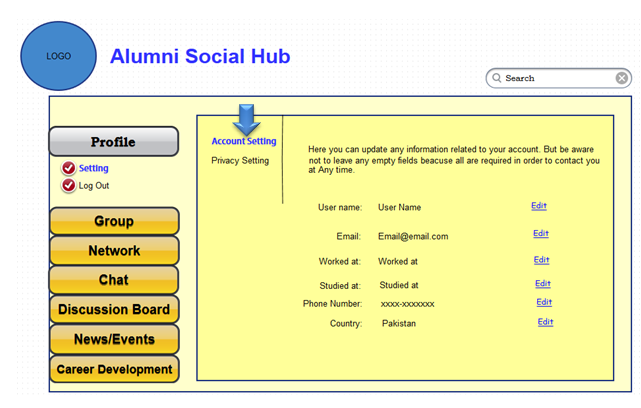 LOGO
Alumni Social Hub
Search
Profile
Setting
Log Out
Group
Network
Chat
Discussion Board
News/Events
Career Development
Account Setting
Privacy Setting
Here you can update any information related to your account. But be aware
not to leave any empty fields beacuse all are required in order to contact you
at Any time.
User name: User Name Edit
Email: Email@email.com Edit
Worked at: Worked at Edit
Studied at: Studied at Edit
Phone Number: xxxx-xxxxxxx Edit
Country: Pakistan Edit